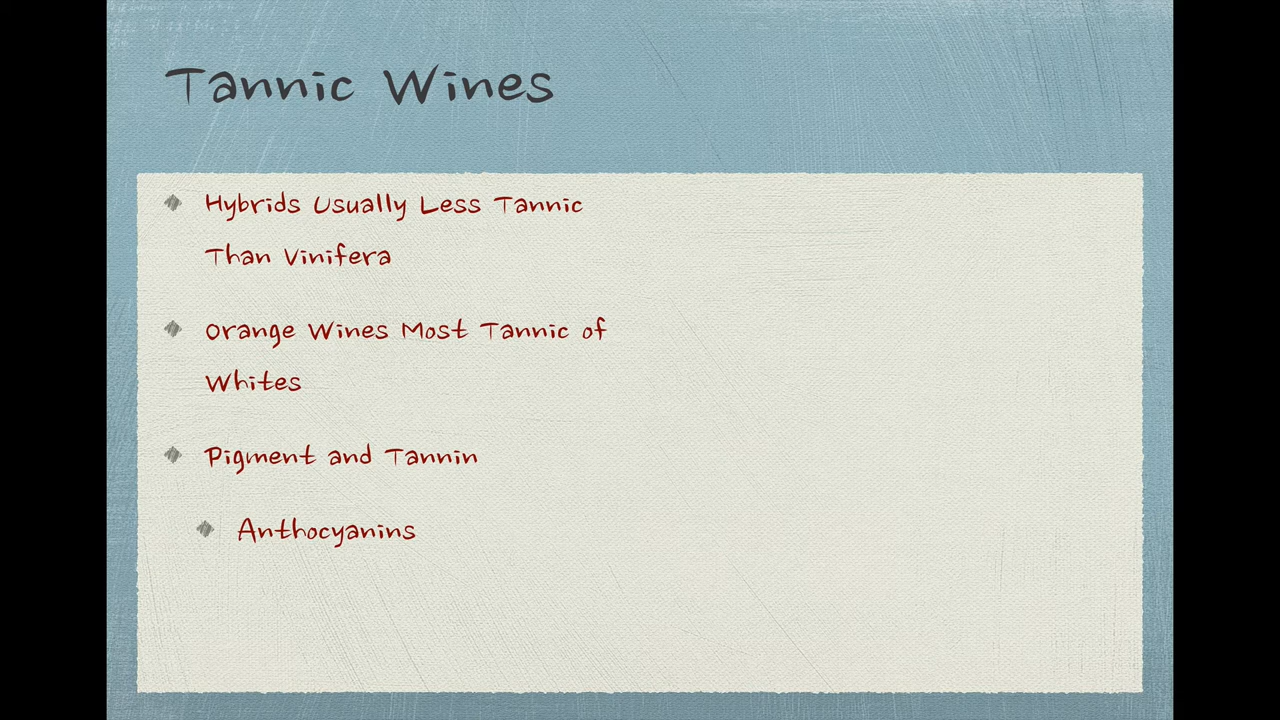 Tannic Wines
Hybrids Usually Less Tannic
Than Vinifera
Orange Wines Most Tannic of
Whites
Pigment and Tannin
Anthocyanins